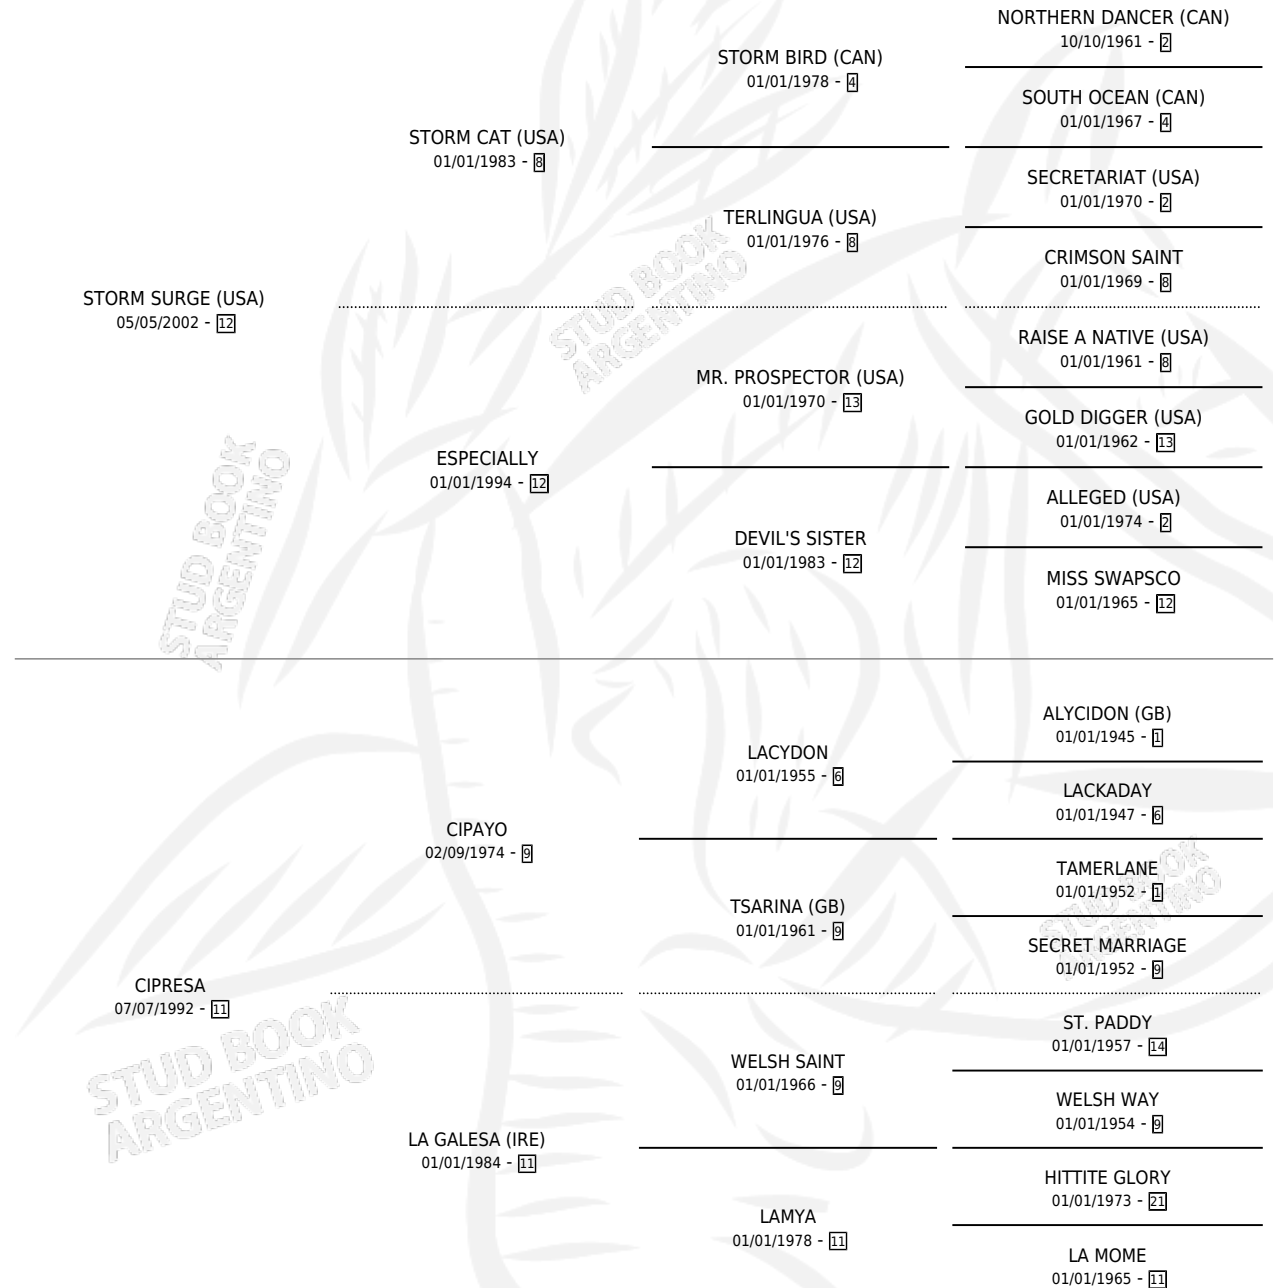 NORTHERN DANCER (CAN)
10/10/1961 - 2
STORM BIRD (CAN)
01/01/1978 - 4
SOUTH OCEAN (CAN)
01/01/1967 - 4
STORM CAT (USA)
01/01/1983 - 8
SECRETARIAT (USA)
01/01/1970 - 2
TERLINGUA (USA)
01/01/1976 - 8
CRIMSON SAINT
01/01/1969 - 8
STORM SURGE (USA)
05/05/2002 - 12
RAISE A NATIVE (USA)
01/01/1961 - 8
MR. PROSPECTOR (USA)
01/01/1970 - 13
GOLD DIGGER (USA)
01/01/1962 - 13
ESPECIALLY
01/01/1994 - 12
ALLEGED (USA)
01/01/1974 - 2
DEVIL'S SISTER
01/01/1983 - 12
MISS SWAPSCO
01/01/1965 - 12
ALYCIDON (GB)
01/01/1945 - 1
LACYDON
01/01/1955 - 6
LACKADAY
01/01/1947 - 6
CIPAYO
02/09/1974 - 9
TAMERLANE
01/01/1952 - 1
TSARINA (GB)
01/01/1961 - 9
SECRET MARRIAGE
01/01/1952 - 9
CIPRESA
07/07/1992 - 11
ST. PADDY
01/01/1957 - 14
WELSH SAINT
01/01/1966 - 9
WELSH WAY
01/01/1954 - 9
LA GALESA (IRE)
01/01/1984 - 11
HITTITE GLORY
01/01/1973 - 21
LAMYA
01/01/1978 - 11
LA MOME
01/01/1965 - 11
STUD BOOK
ARGENTINO
STUD BOOK
ARGENTINO
STUD BOOK
ARGENTINO
STUD BOOK
ARGENTINO